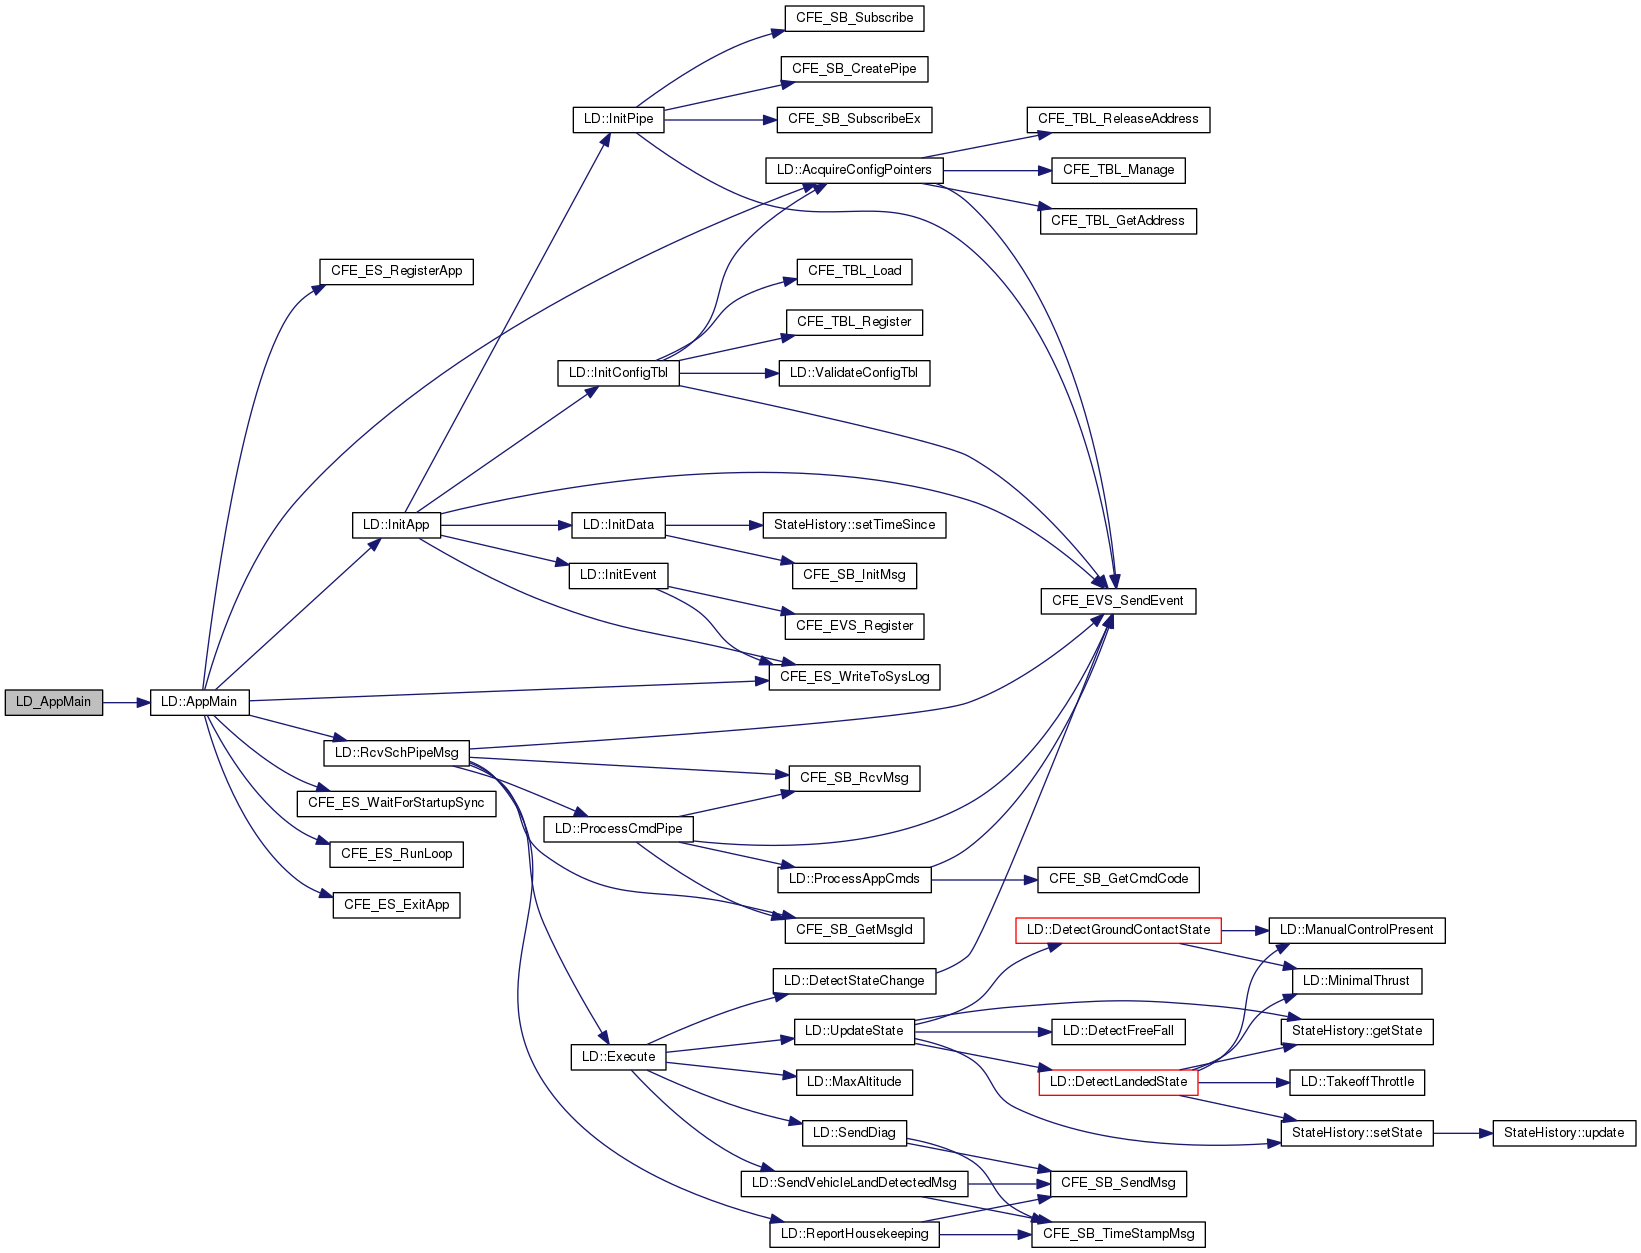 CFE_SB_Subscribe
CFE_SB_CreatePipe
LD::InitPipe
CFE_SB_SubscribeEx
CFE_TBL_ReleaseAddress
LD::AcquireConfigPointers
CFE_TBL_Manage
CFE_TBL_GetAddress
CFE_ES_RegisterApp
CFE_TBL_Load
CFE_TBL_Register
LD::InitConfigTbl
LD::ValidateConfigTbl
LD::InitApp
LD::InitData
StateHistory::setTimeSince
LD::InitEvent
CFE_SB_InitMsg
CFE_EVS_SendEvent
CFE_EVS_Register
CFE_ES_WriteToSysLog
LD_AppMain
LD::AppMain
LD::RcvSchPipeMsg
CFE_SB_RcvMsg
CFE_ES_WaitForStartupSync
LD::ProcessCmdPipe
CFE_ES_RunLoop
LD::ProcessAppCmds
CFE_SB_GetCmdCode
CFE_ES_ExitApp
CFE_SB_GetMsgId
LD::DetectGroundContactState
LD::ManualControlPresent
LD::DetectStateChange
LD::MinimalThrust
LD::UpdateState
LD::DetectFreeFall
StateHistory::getState
LD::Execute
LD::MaxAltitude
LD::DetectLandedState
LD::TakeoffThrottle
LD::SendDiag
StateHistory::setState
StateHistory::update
LD::SendVehicleLandDetectedMsg
CFE_SB_SendMsg
LD::ReportHousekeeping
CFE_SB_TimeStampMsg